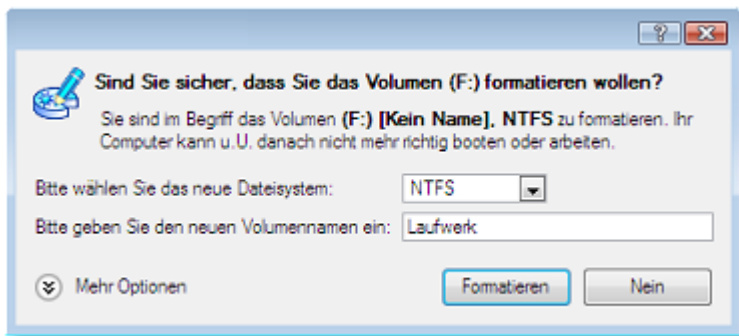 Sind Sie sicher, dass Sie das Volumen (F:) formatieren wollen?
Sie sind im Begriff das Volumen (F:) [Kein Name], NTFS zu formatieren. Ihr
Computer kann u.U. danach nicht mehr richtig booten oder arbeiten.
Bitte wählen Sie das neue Dateisystem: NTFS
Bitte geben Sie den neuen Volumennamen ein: Laufwerk
Mehr Optionen Formatieren Nein